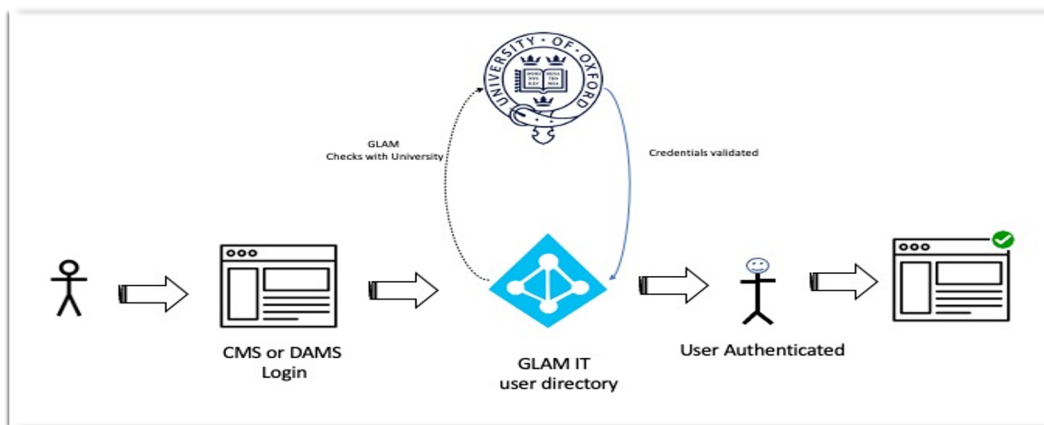 UNIVERSITY · OF · OXFORD
GLAM
Checks with University
Credentials validated
CMS or DAMS
Login
GLAM IT
user directory
User Authenticated